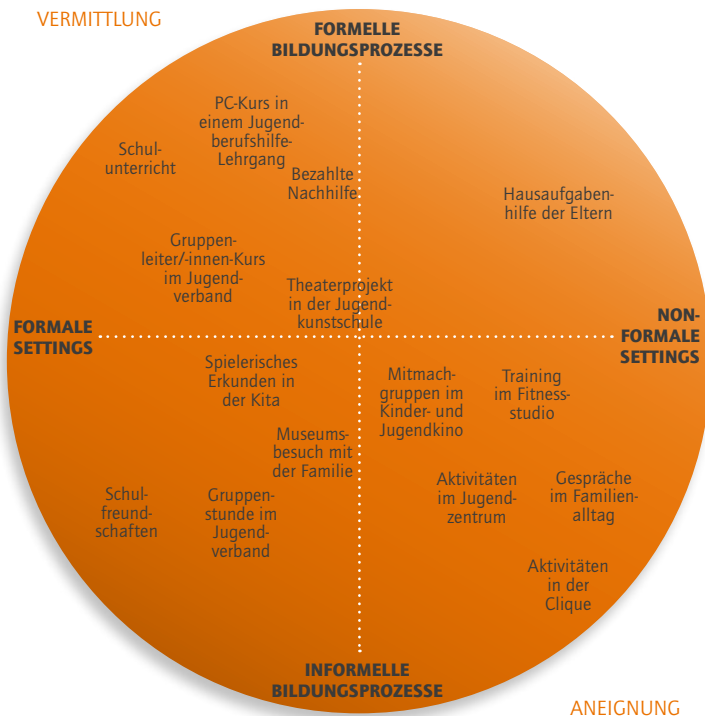 VERMITTLUNG
FORMELLE
BILDUNGSPROZESSE
PC-Kurs in
einem Jugend-
berufshilfe-
Lehrgang
Schul-
unterricht
Bezahlte
Nachhilfe
Hausaufgaben-
hilfe der Eltern
Gruppen-
leiter/-innen-Kurs
im Jugend-
verband
Theaterprojekt
in der Jugend-
kunstschule
FORMALE
SETTINGS
NON-
FORMALE
SETTINGS
Spielerisches
Erkunden in
der Kita
Mitmach-
gruppen im
Kinder- und
Jugendkino
Training
im Fitness-
studio
Museums-
besuch mit
der Familie
Schul-
freund-
schaften
Gruppen-
stunde im
Jugend-
verband
Aktivitäten
im Jugend-
zentrum
Gespräche
im Familien-
alltag
Aktivitäten
in der
Clique
INFORMELLE
BILDUNGSPROZESSE
ANEIGNUNG